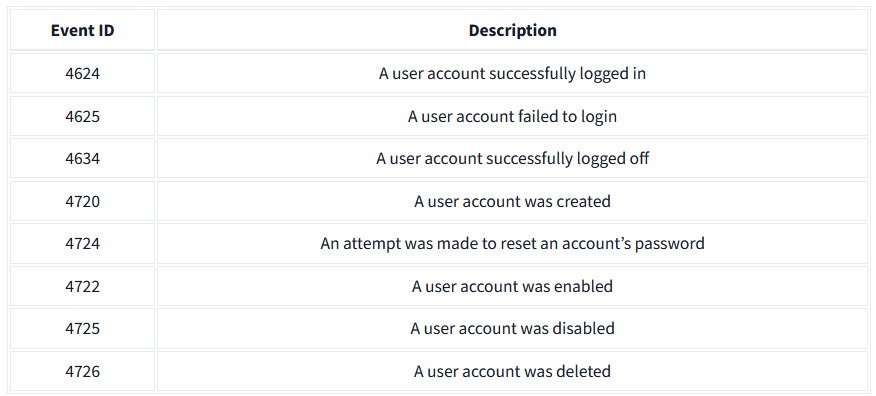 Event ID Description
4624 A user account successfully logged in
4625 A user account failed to login
4634 A user account successfully logged off
4720 A user account was created
4724 An attempt was made to reset an account’s password
4722 A user account was enabled
4725 A user account was disabled
4726 A user account was deleted